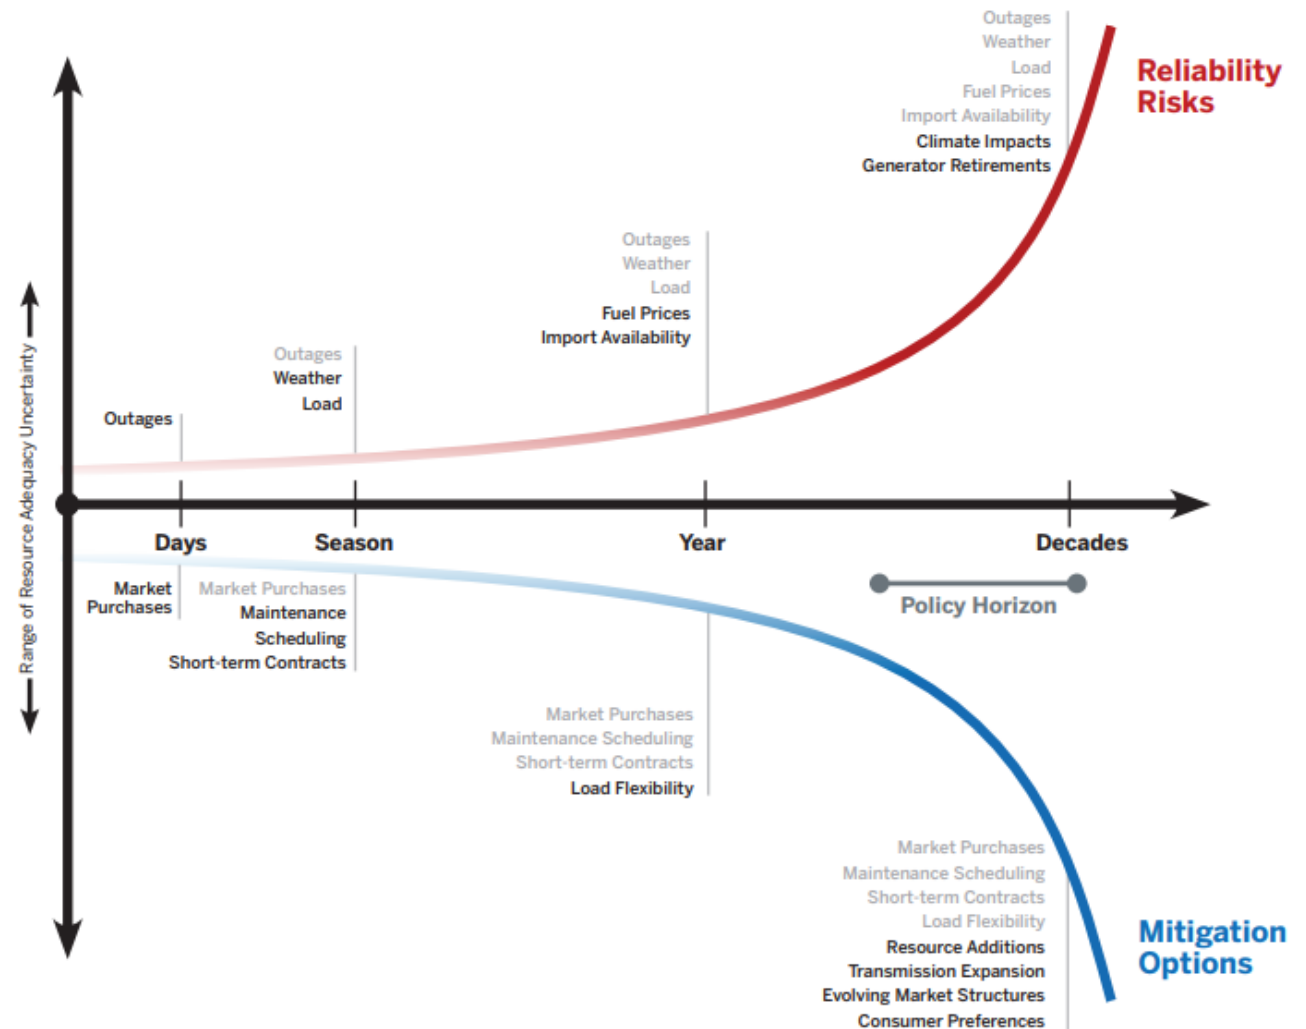 Outages
Weather
Load
Fuel Prices
Import Availability
Climate Impacts
Generator Retirements
Reliability
Risks
Outages
Weather
Load
Fuel Prices
Import Availability
Outages
Weather
Load
Outages
Range of Resource Adequacy Uncertainty
Days
Season
Year
Decades
Policy Horizon
Market
Purchases
Market Purchases
Maintenance
Scheduling
Short-term Contracts
Market Purchases
Maintenance Scheduling
Short-term Contracts
Load Flexibility
Market Purchases
Maintenance Scheduling
Short-term Contracts
Load Flexibility
Resource Additions
Transmission Expansion
Evolving Market Structures
Consumer Preferences
Mitigation
Options